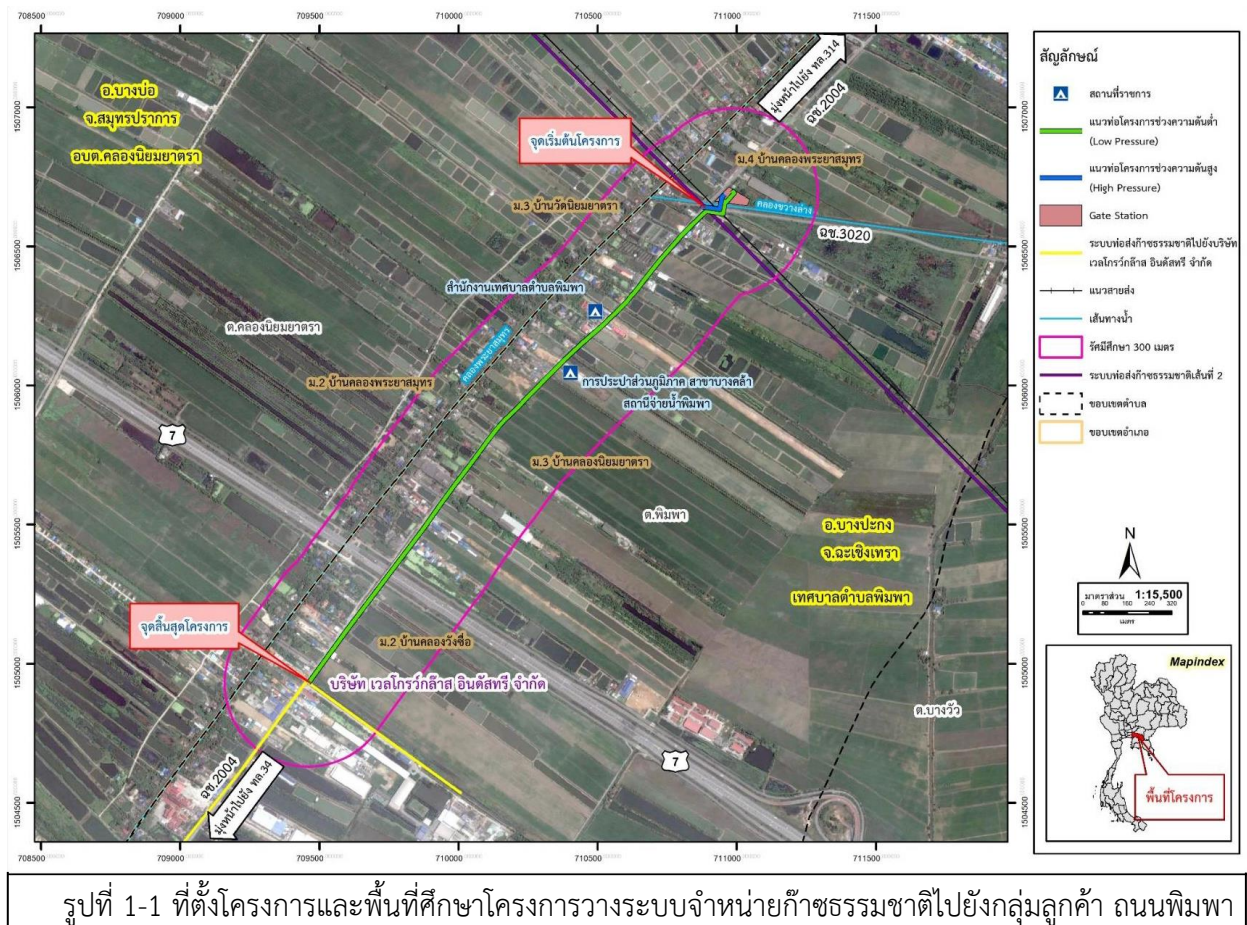 708500 709000 709500 710000 710500 711000 711500
1507000
1506500
1506000
1505500
1505000
1504500
อ.บางบ่อ
จ.สมุทรปราการ
อบต.คลองนิยมยาตรา
มุ่งหน้าไปยัง ทล.314
ฉช.2004
จุดเริ่มต้นโครงการ
ม.4 บ้านคลองพระยาสมุทร
ม.3 บ้านวัดนิยมยาตรา
คลองขวางล่าง
ฉช.3020
สำนักงานเทศบาลตำบลพิมพา
ต.คลองนิยมยาตรา
คลองพระยาสมุทร
ม.2 บ้านคลองพระยาสมุทร
การประปาส่วนภูมิภาค สาขาบางคล้า
สถานีจ่ายน้ำพิมพา
7
ม.3 บ้านคลองนิยมยาตรา
ต.พิมพา
อ.บางปะกง
จ.ฉะเชิงเทรา
เทศบาลตำบลพิมพา
จุดสิ้นสุดโครงการ
ม.2 บ้านคลองวังซื่อ
บริษัท เวลโกรว์กล๊าส อินดัสทรี จำกัด
ต.บางวัว
7
ฉช.2004
มุ่งหน้าไปยัง ทล.34
708500 709000 709500 710000 710500 711000 711500
1507000
1506500
1506000
1505500
1505000
1504500
สัญลักษณ์
สถานที่ราชการ
แนวท่อโครงการช่วงความดันต่ำ
(Low Pressure)
แนวท่อโครงการช่วงความดันสูง
(High Pressure)
Gate Station
ระบบท่อส่งก๊าซธรรมชาติไปยังบริษัท
เวลโกรว์กล๊าส อินดัสทรี จำกัด
แนวสายส่ง
เส้นทางน้ำ
รัศมีศึกษา 300 เมตร
ระบบท่อส่งก๊าซธรรมชาติเส้นที่ 2
ขอบเขตตำบล
ขอบเขตอำเภอ
N
มาตราส่วน 1:15,500
0 80 160 240 320
เมตร
Mapindex
พื้นที่โครงการ
รูปที่ 1-1 ที่ตั้งโครงการและพื้นที่ศึกษาโครงการวางระบบจำหน่ายก๊าซธรรมชาติไปยังกลุ่มลูกค้า ถนนพิมพา